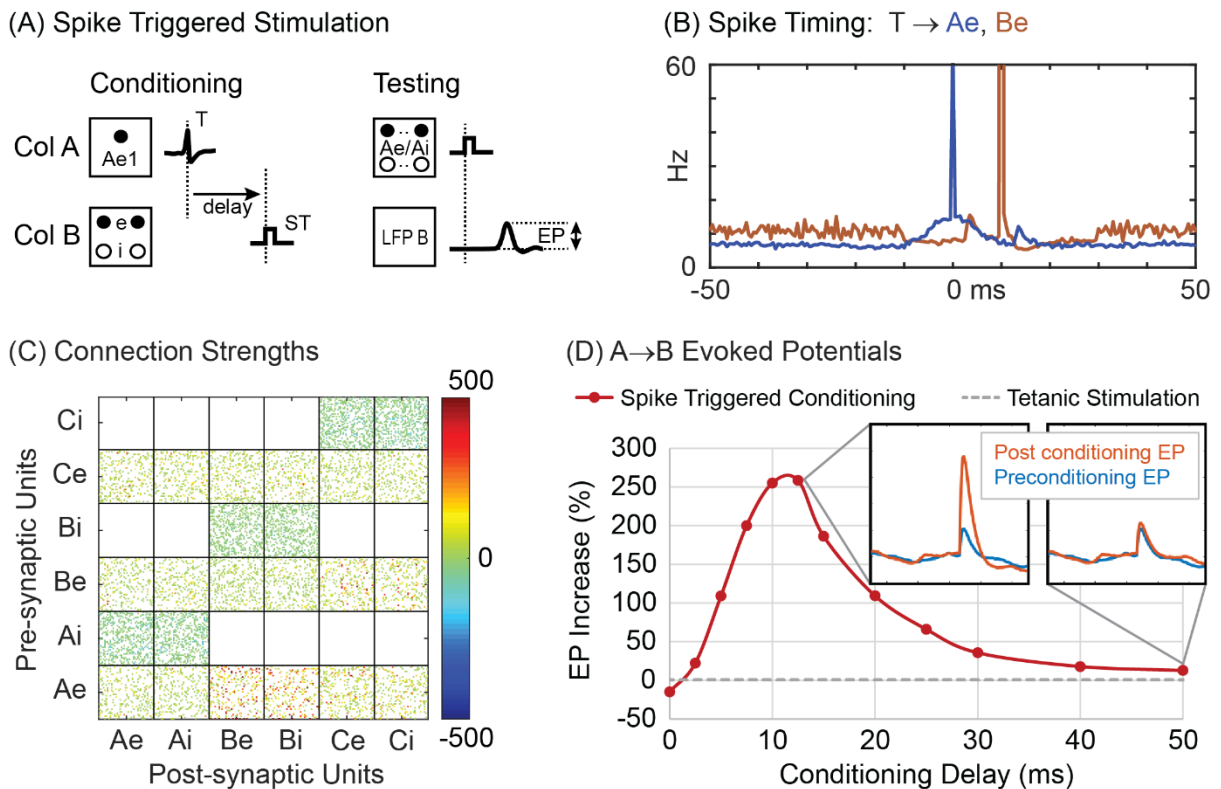 (A) Spike Triggered Stimulation
Conditioning
Testing
Col A
Ae1
T
delay
ST
Col B
e
i
Ae/Ai
LFP B
EP
(B) Spike Timing: T → Ae, Be
60
Hz
0
-50
0 ms
50
(C) Connection Strengths
Pre-synaptic Units
Ci
Ce
Bi
Be
Ai
Ae
Ae Ai Be Bi Ce Ci
Post-synaptic Units
500
0
-500
(D) A→B Evoked Potentials
Spike Triggered Conditioning
Tetanic Stimulation
Post conditioning EP
Preconditioning EP
EP Increase (%)
300
250
200
150
100
50
0
-50
0 10 20 30 40 50
Conditioning Delay (ms)